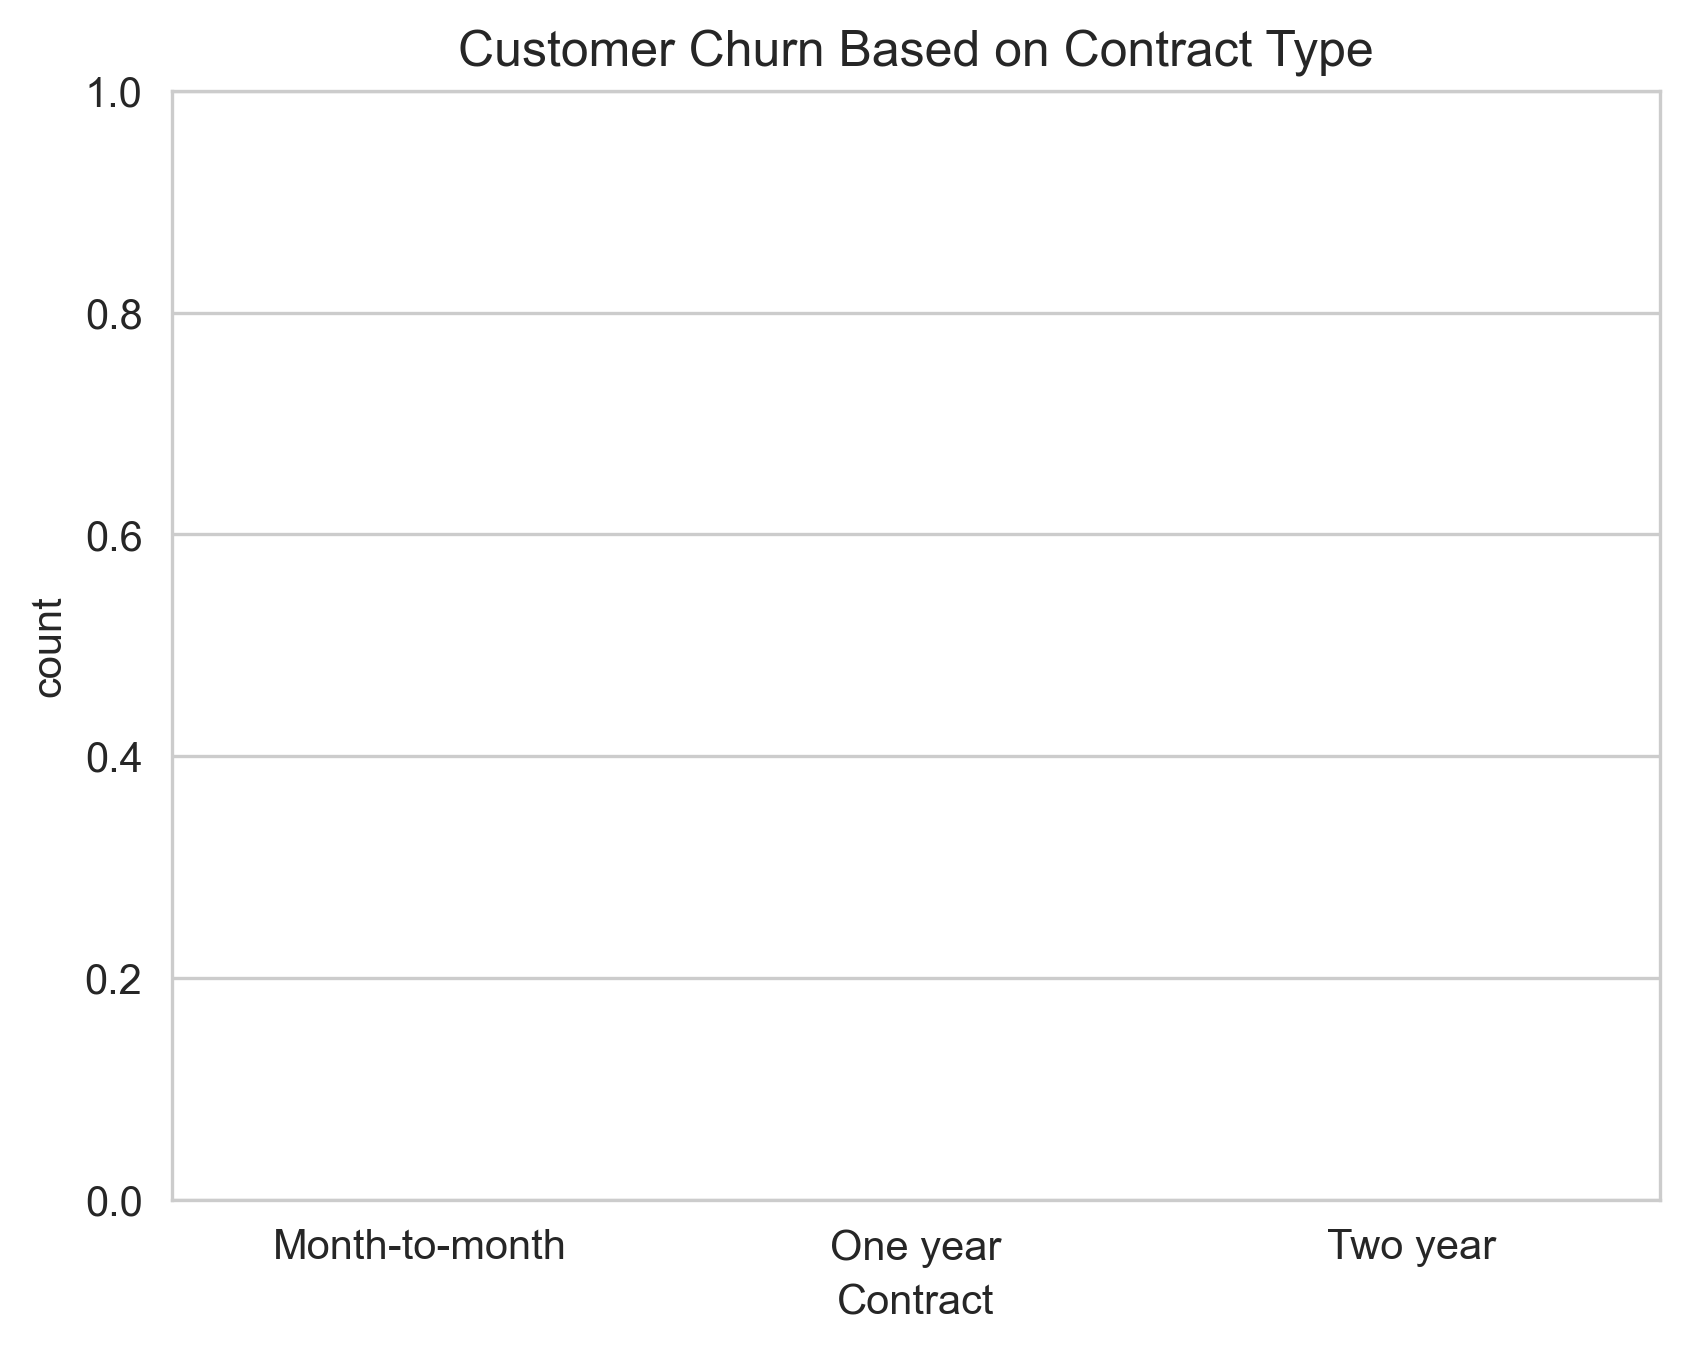 Customer Churn Based on Contract Type
1.0
0.8
0.6
0.4
0.2
0.0
count
Month-to-month One year Two year
Contract